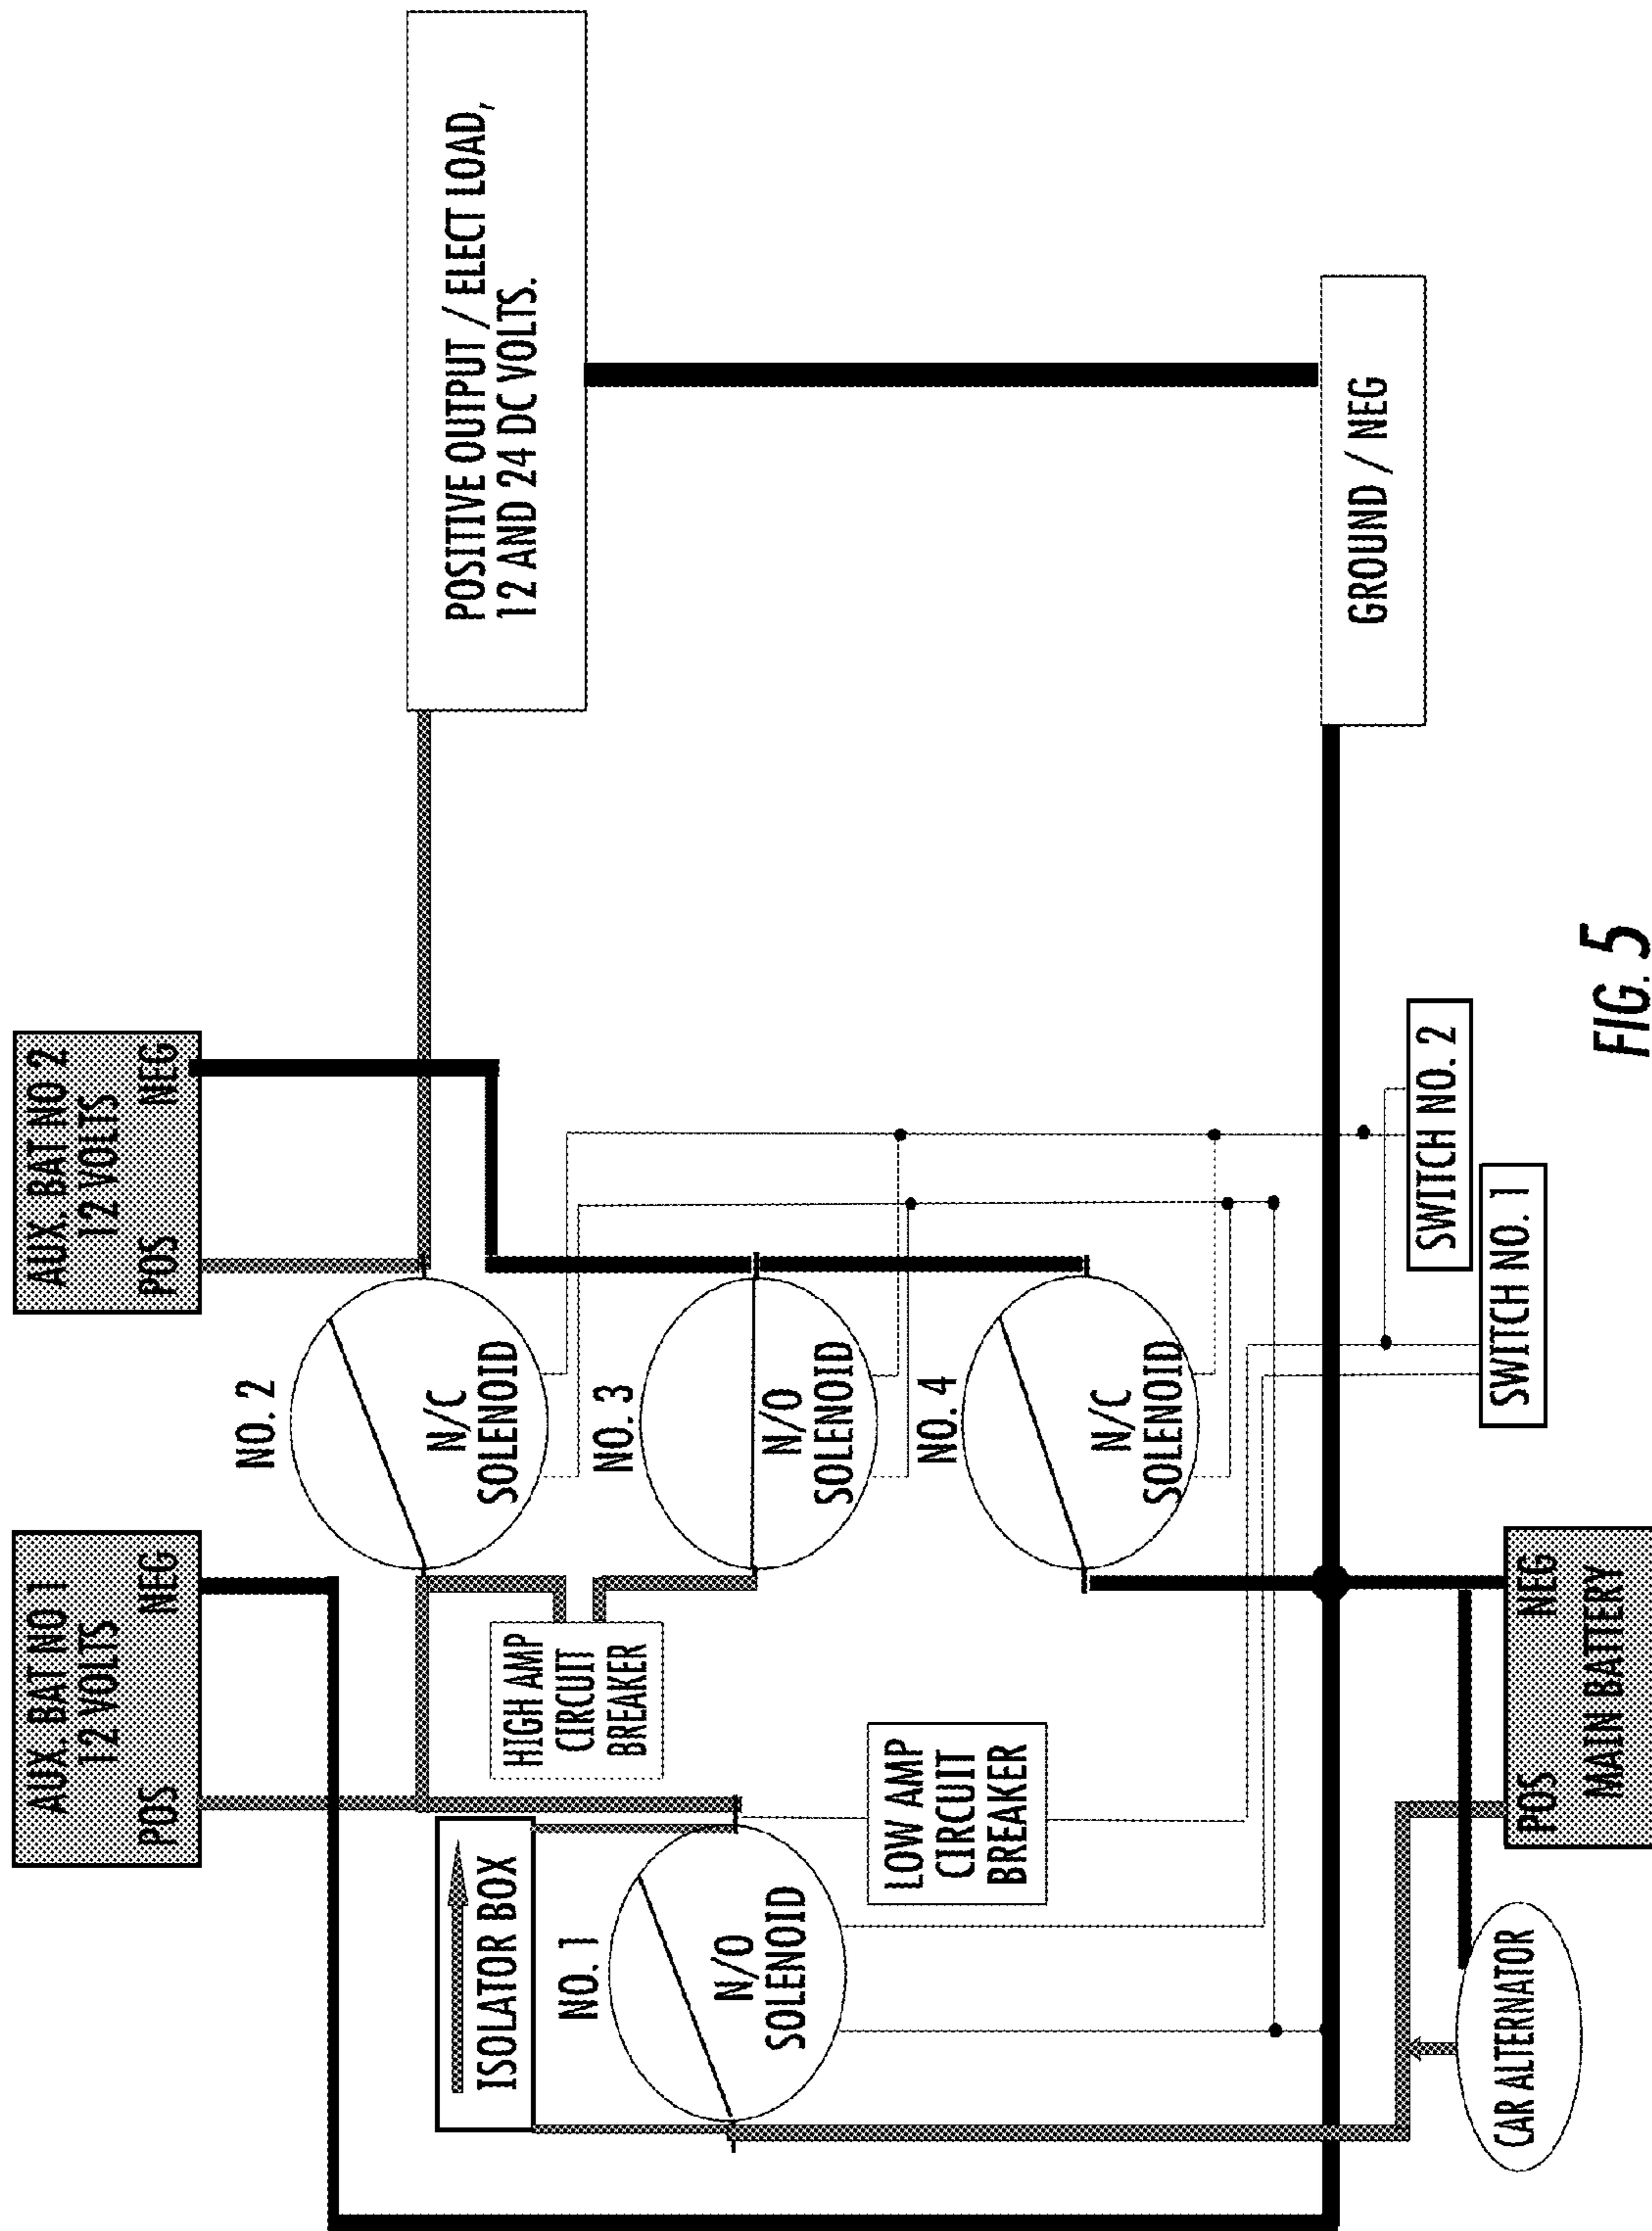 AUX. BAT NO 1
12 VOLTS
POS
NEG
AUX. BAT NO 2
12 VOLTS
POS
NEG
ISOLATOR BOX
NO. 1
N/O
SOLENOID
HIGH AMP
CIRCUIT
BREAKER
NO. 2
N/C
SOLENOID
POSITIVE OUTPUT / ELECT LOAD,
12 AND 24 DC VOLTS.
NO. 3
N/O
SOLENOID
LOW AMP
CIRCUIT
BREAKER
NO. 4
N/C
SOLENOID
GROUND / NEG
CAR ALTERNATOR
POS
NEG
MAIN BATTERY
SWITCH NO. 2
SWITCH NO. 1
FIG. 5